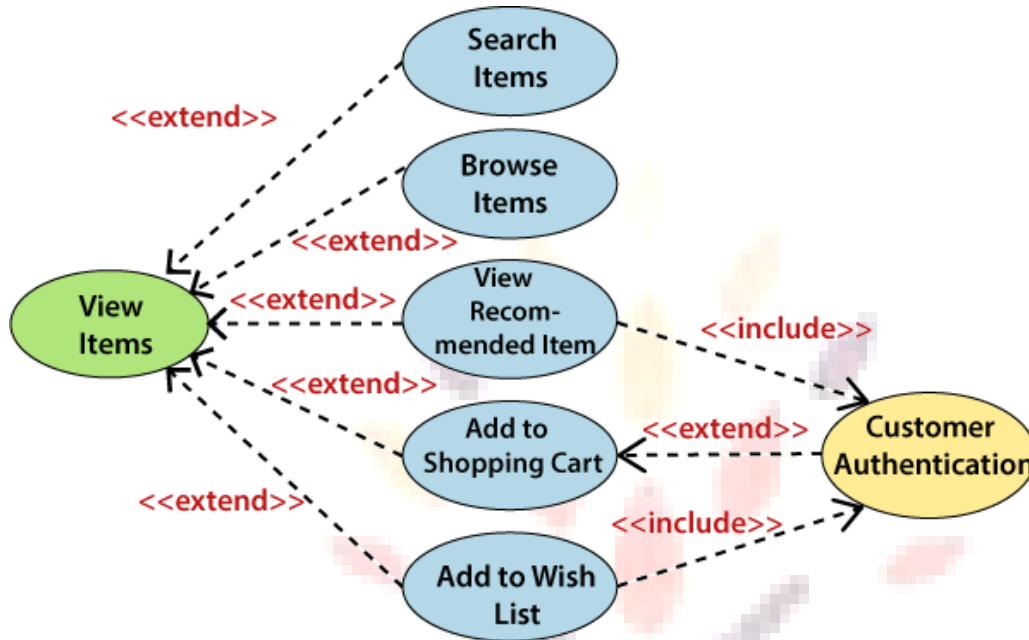 Search
Items
<<extend>>
Browse
Items
<<extend>>
View
Recom-
mended Item
<<extend>>
View
Items
<<include>>
<<extend>>
Add to
Shopping Cart
<<extend>>
Customer
Authentication
<<extend>>
<<include>>
Add to Wish
List